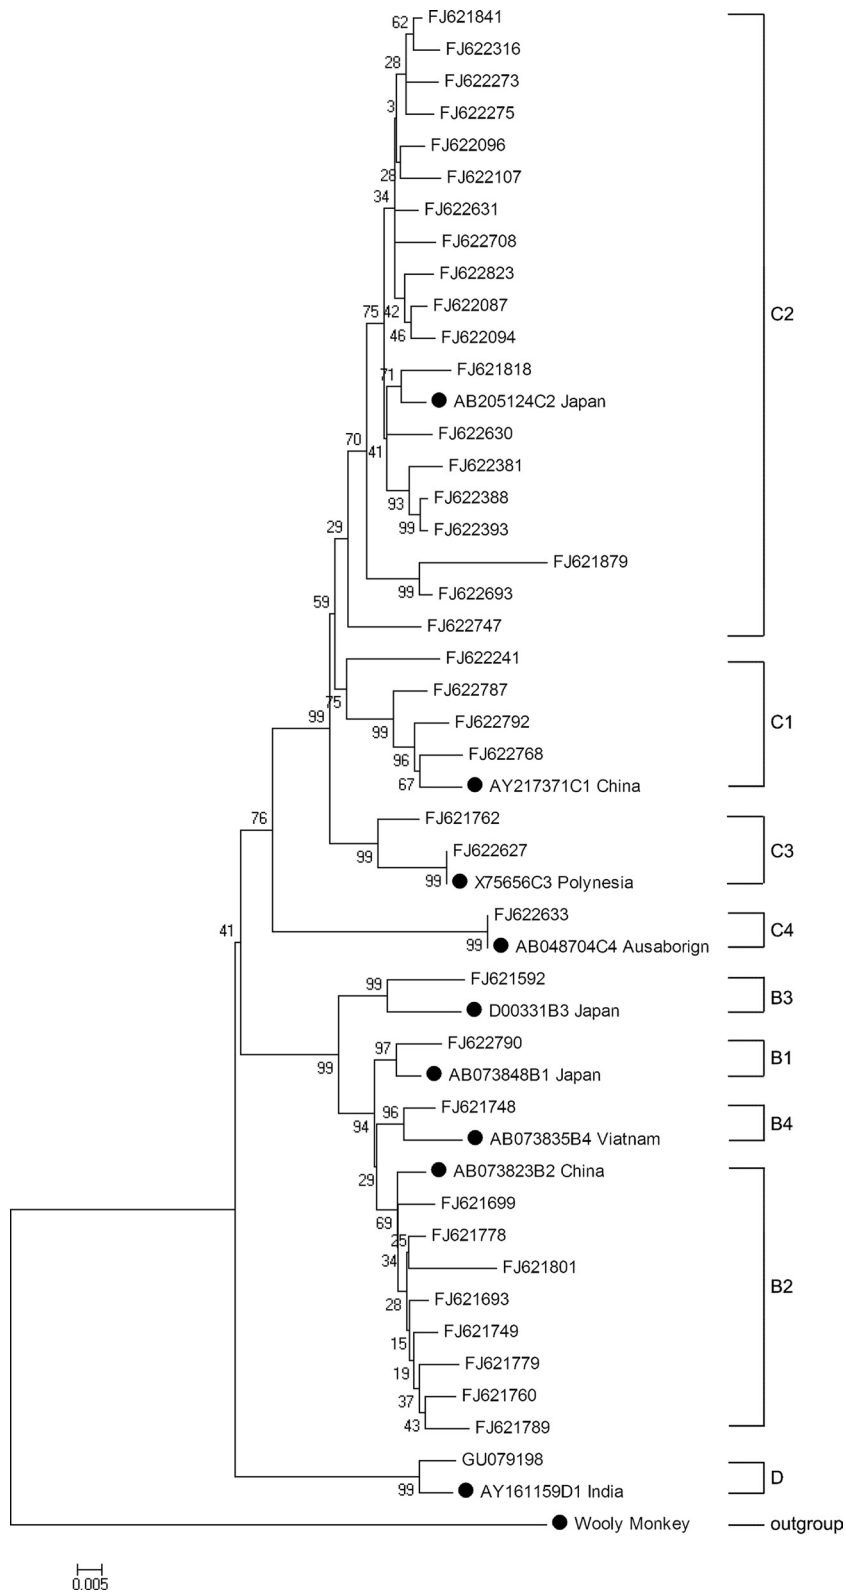 FJ621841
62
FJ622316
28
FJ622273
FJ622275
3
FJ622096
28
FJ622107
34
FJ622631
FJ622708
FJ622823
75
42
FJ622087
C2
46
FJ622094
71
FJ621818
AB205124C2 Japan
FJ622630
70
41
FJ622381
FJ622388
93
29
99
FJ622393
FJ621879
99
FJ622693
59
FJ622747
FJ622241
75
FJ622787
99
99
FJ622792
C1
96
FJ622768
67
AY217371C1 China
76
FJ621762
99
FJ622627
C3
99
X75656C3 Polynesia
FJ622633
C4
41
99
AB048704C4 Ausaborign
99
FJ621592
B3
D00331B3 Japan
97
FJ622790
B1
99
AB073848B1 Japan
96
FJ621748
B4
94
AB073835B4 Viatnam
29
AB073823B2 China
69
FJ621699
25
FJ621778
34
FJ621801
B2
28
FJ621693
15
FJ621749
19
FJ621779
37
FJ621760
43
FJ621789
GU079198
D
99
AY161159D1 India
Wooly Monkey
outgroup
0.005